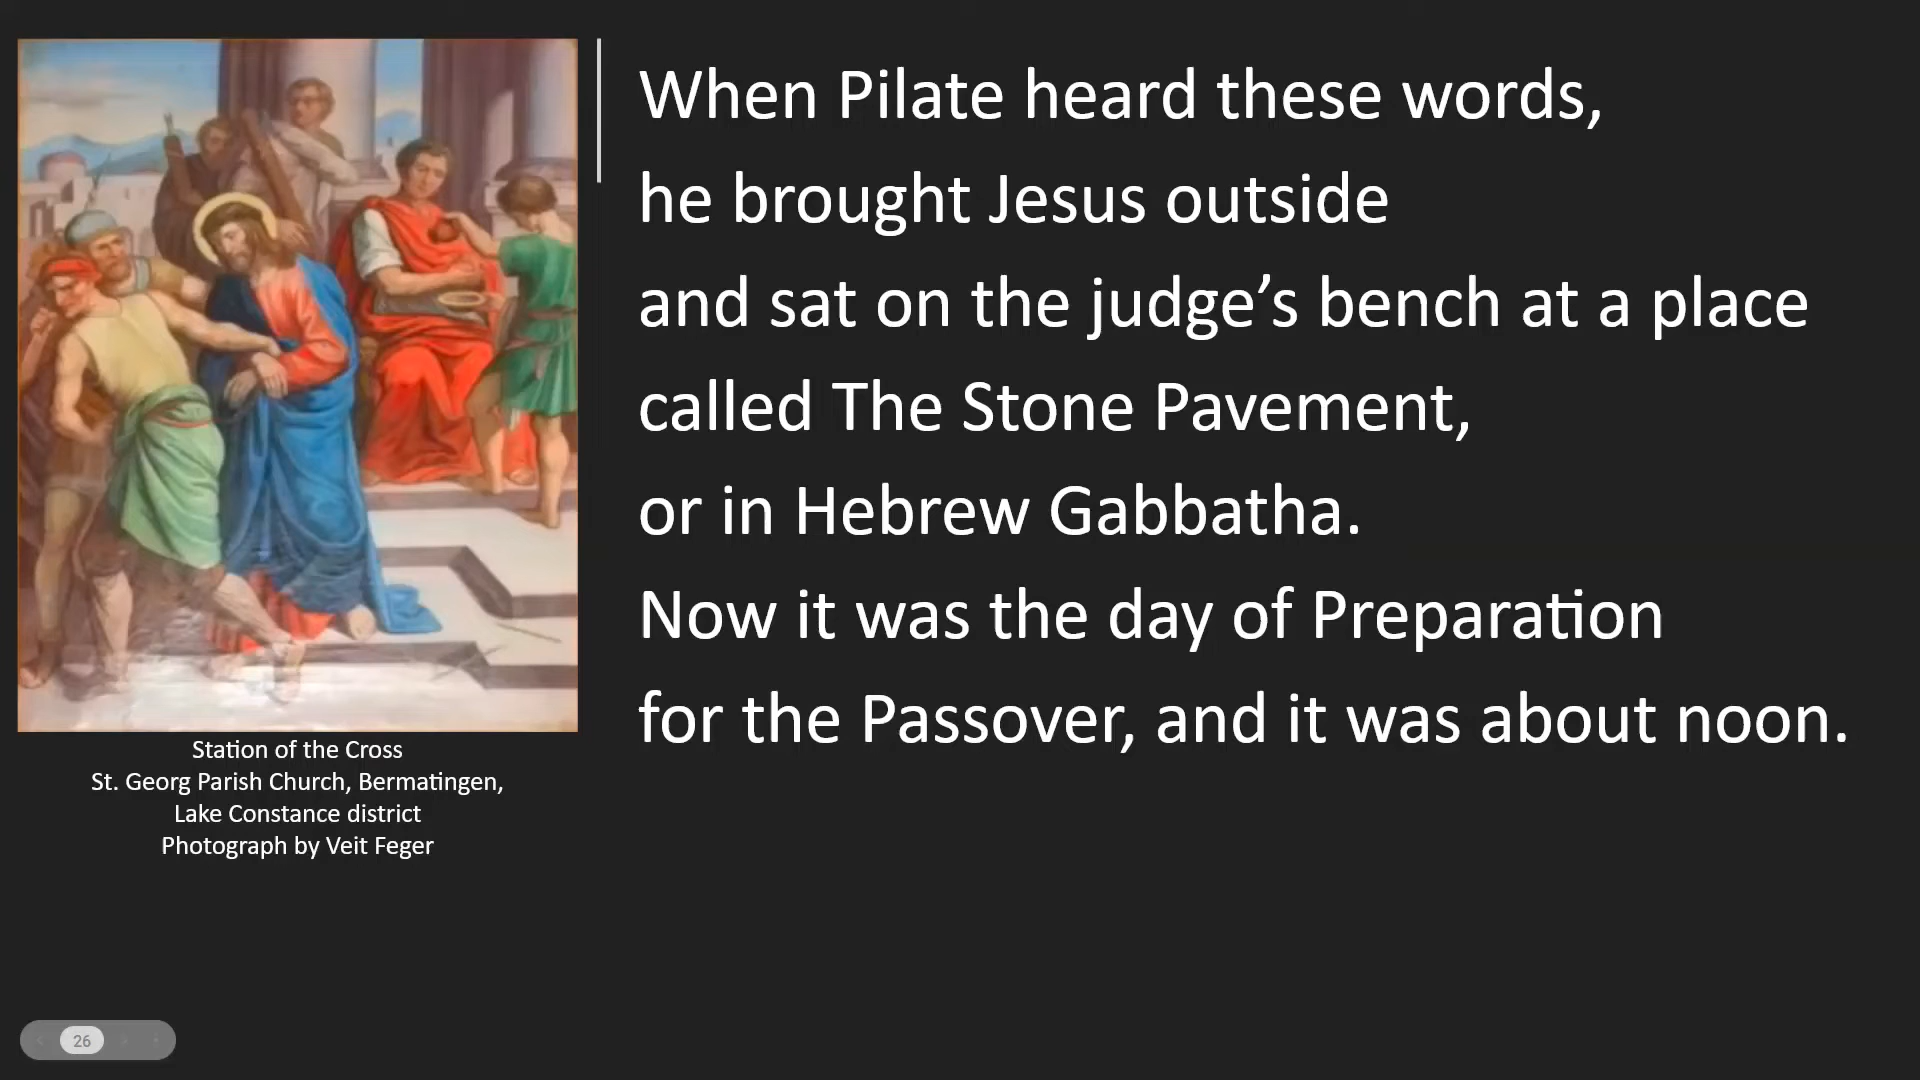 When Pilate heard these words,
he brought Jesus outside
and sat on the judge’s bench at a place
called The Stone Pavement,
or in Hebrew Gabbatha.
Now it was the day of Preparation
for the Passover, and it was about noon.
Station of the Cross
St. Georg Parish Church, Bermatingen,
Lake Constance district
Photograph by Veit Feger
26